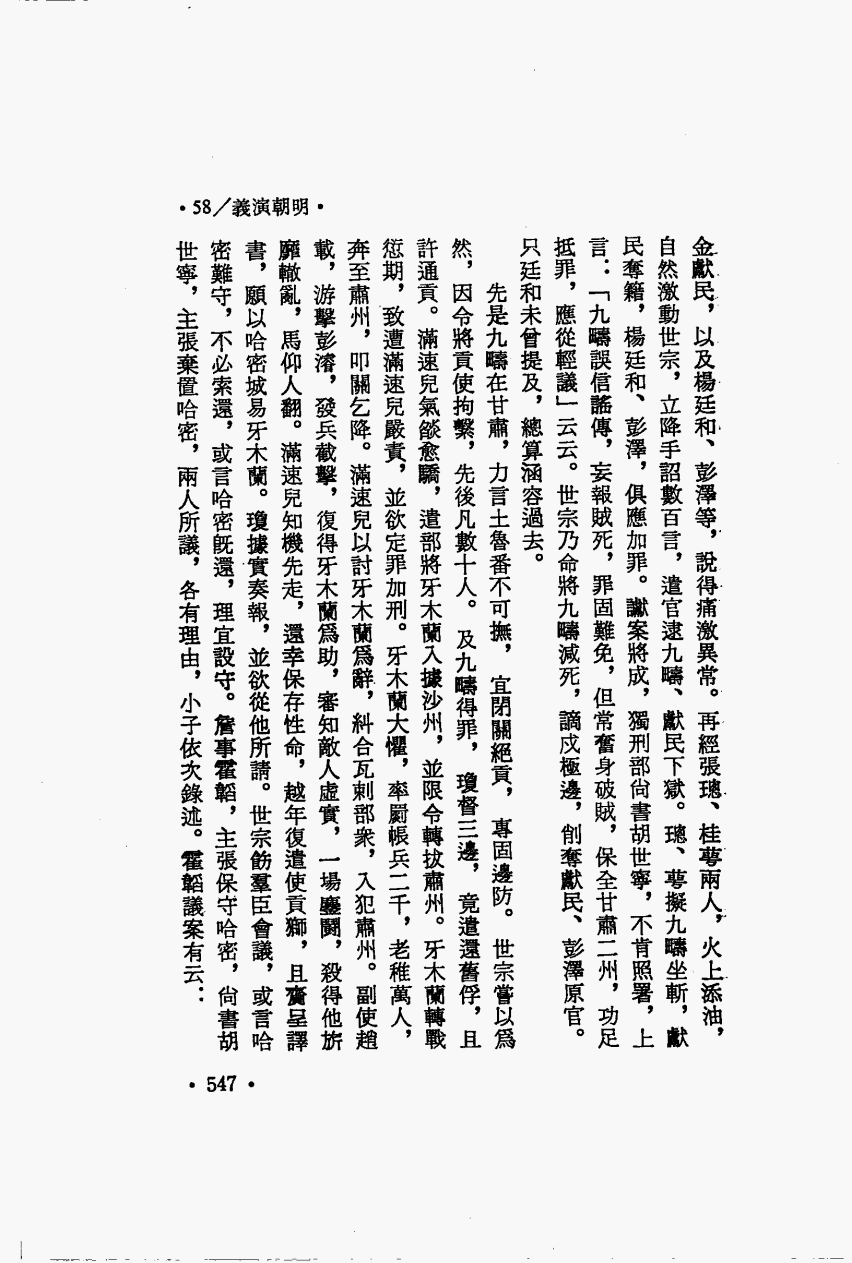 •58/義演朝明•
金獻民，以及楊廷和、彭澤等，說得痛激異常。再經張璁、桂萼兩人，火上添油，
自然激動世宗，立降手詔數百言，遣官逮九疇、獻民下獄。璁、萼擬九疇坐斬，獻
民奪籍，楊廷和、彭澤，俱應加罪。讞案將成，獨刑部尙書胡世寧，不肯照署，上
言：「九疇誤信謠傳，妄報賊死，罪固難免，但常奮身破賊，保全甘肅二州，功足
抵罪，應從輕議」云云。世宗乃命將九疇減死，謫戍極邊，削奪獻民、彭澤原官。
只廷和未曾提及，總算涵容過去。
先是九疇在甘肅，力言土魯番不可撫，宜閉關絕貢，專固邊防。世宗嘗以爲
然，因令將貢使拘繫，先後凡數十人。及九疇得罪，瓊督三邊，竟遣還舊俘，且
許通貢。滿速兒氣燄愈驕，遣部將牙木蘭入據沙州，並限令轉拔肅州。牙木蘭轉戰
愆期，致遭滿速兒嚴責，並欲定罪加刑。牙木蘭大懼，率罽帳兵二千，老稚萬人，
奔至肅州，叩關乞降。滿速兒以討牙木蘭爲辭，糾合瓦剌部衆，入犯肅州。副使趙
載，游擊彭濬，發兵截擊，復得牙木蘭爲助，審知敵人虛實，一場鏖鬭，殺得他旂
靡轍亂，馬仰人翻。滿速兒知機先走，還幸保存性命，越年復遣使貢獅，且齎呈譯
書，願以哈密城易牙木蘭。瓊據實奏報，並欲從他所請。世宗飭羣臣會議，或言哈
密難守，不必索還，或言哈密旣還，理宜設守。詹事霍韜，主張保守哈密，尙書胡
世寧，主張棄置哈密，兩人所議，各有理由，小子依次錄述。霍韜議案有云：
•547•